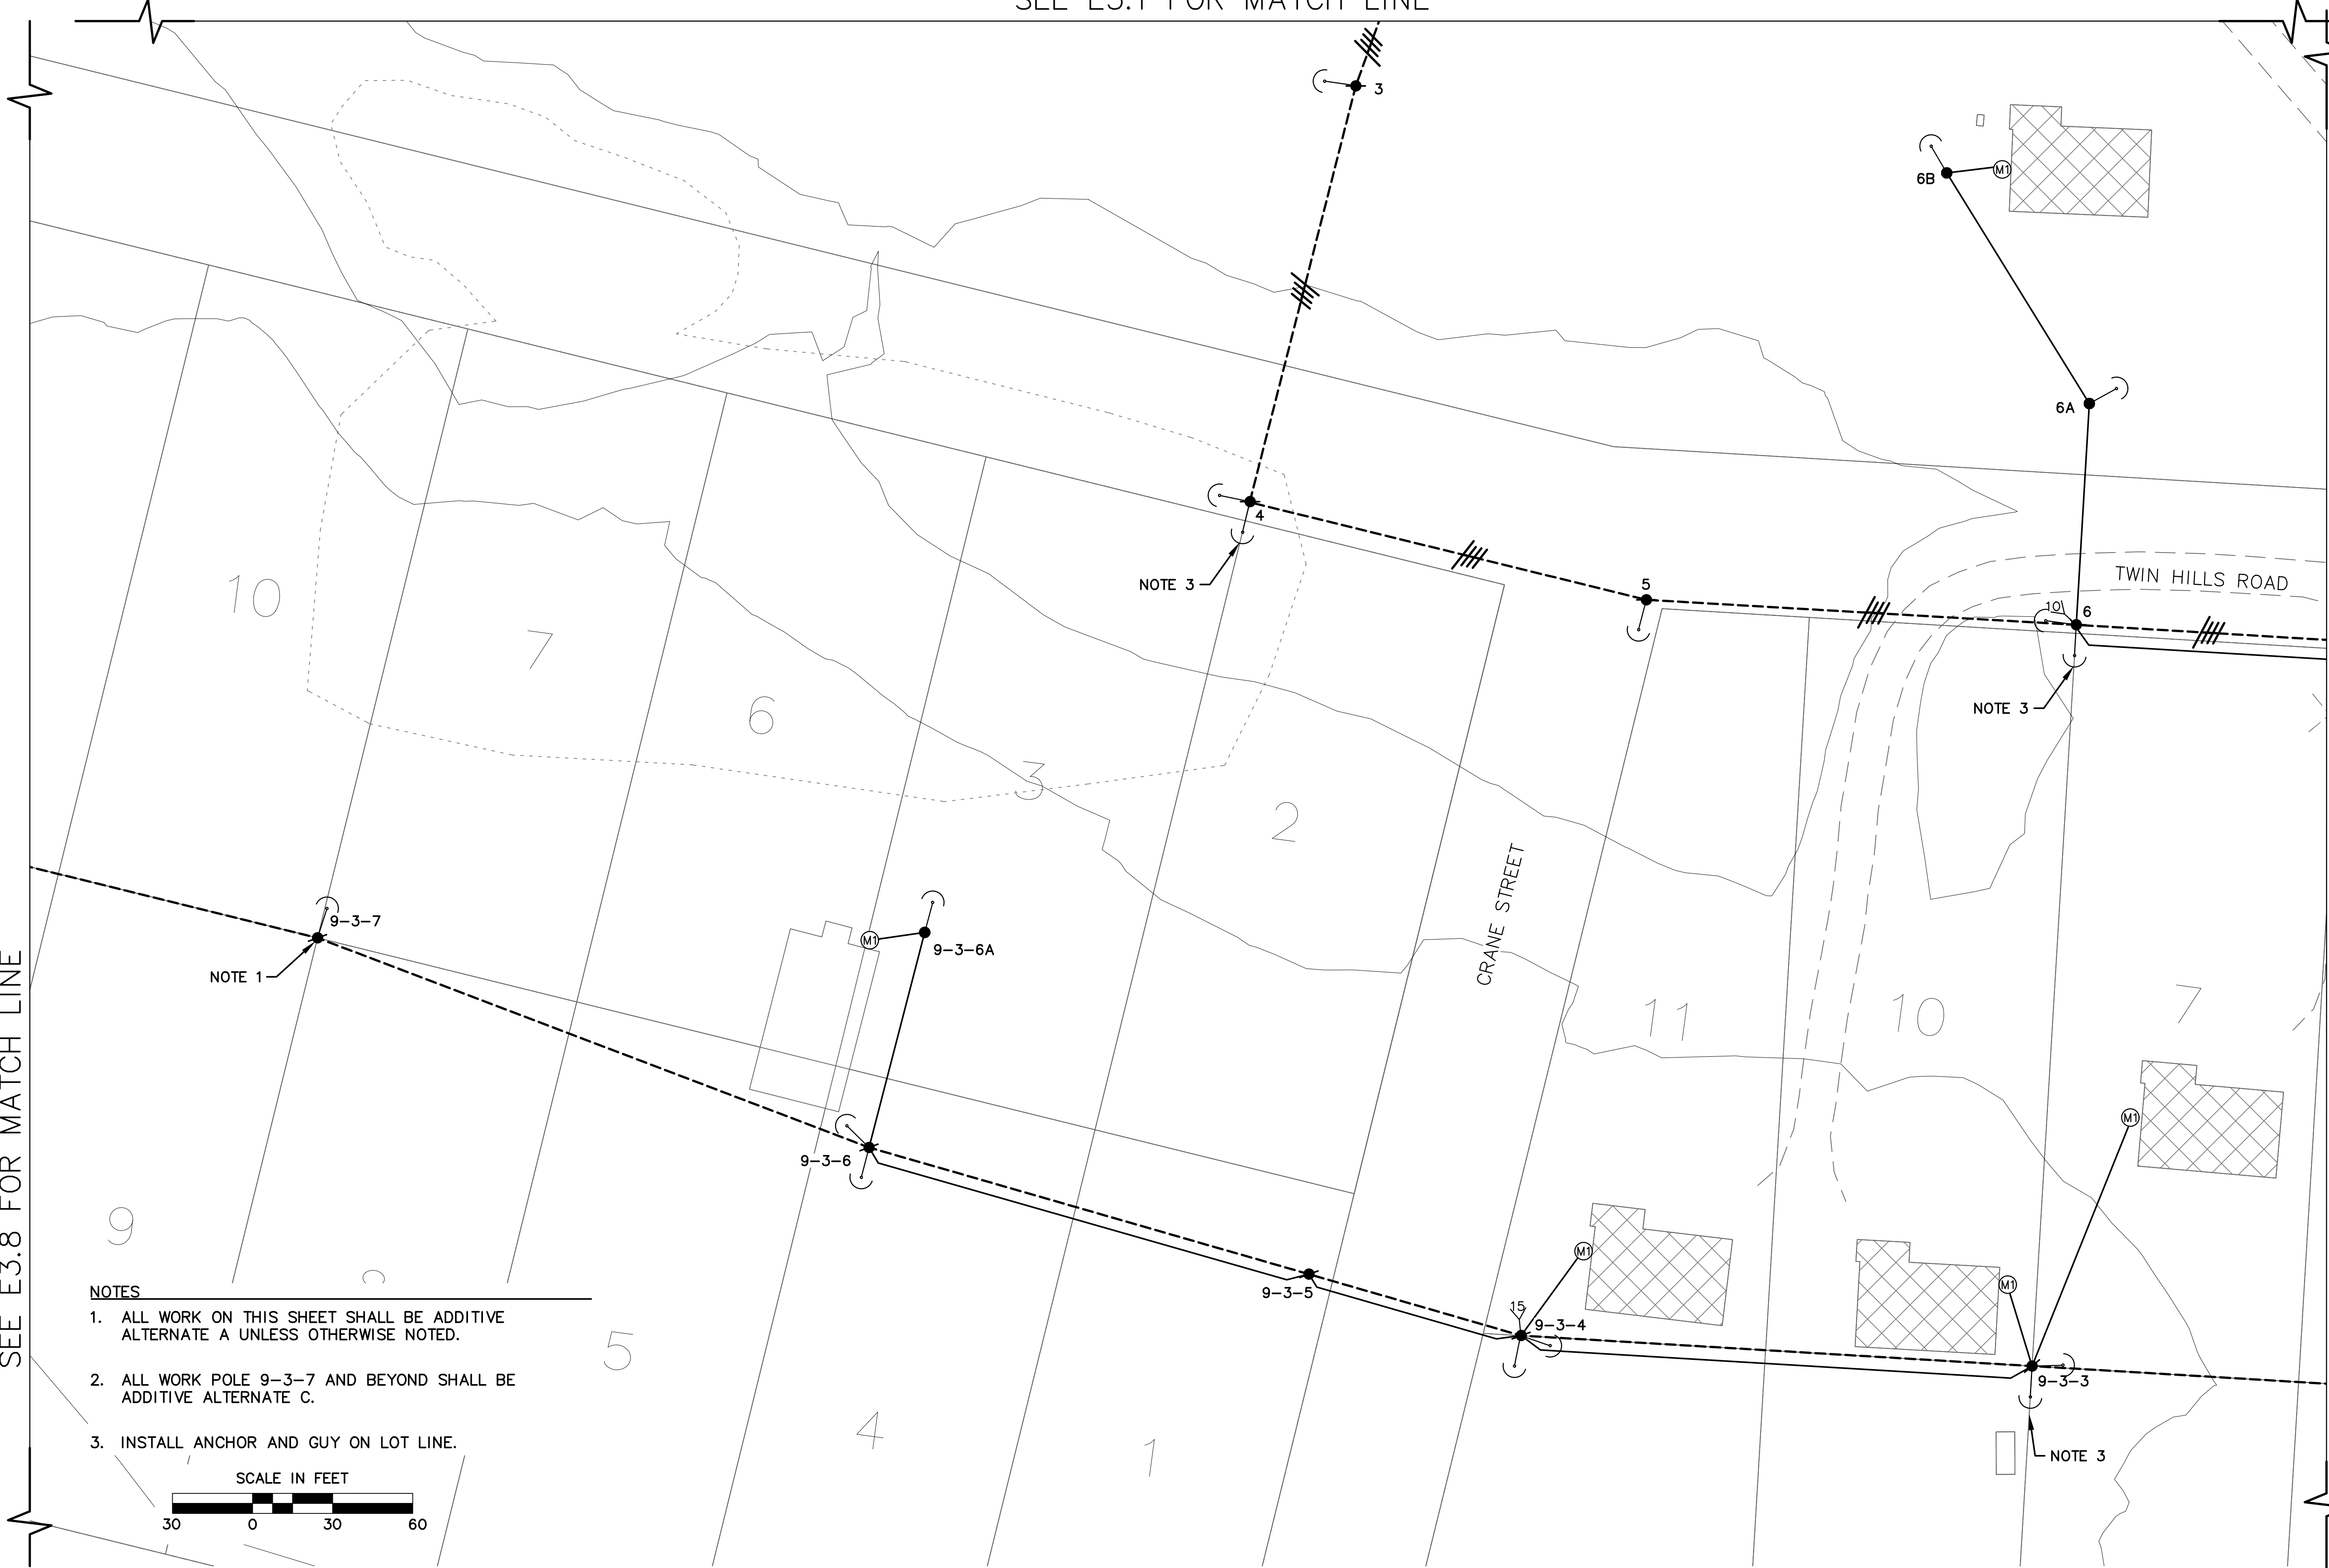 SEE E3.1 FOR MATCH LINE
3
6B
M1
6A
4
NOTE 3
5
TWIN HILLS ROAD
10
6
NOTE 3
10
7
6
3
2
CRANE STREET
11
10
7
9-3-7
NOTE 1
M1
9-3-6A
9-3-6
9-3-5
M1
15
9-3-4
M1
M1
9-3-3
NOTE 3
9
5
4
1
SEE E3.8 FOR MATCH LINE
NOTES
1. ALL WORK ON THIS SHEET SHALL BE ADDITIVE
ALTERNATE A UNLESS OTHERWISE NOTED.
2. ALL WORK POLE 9-3-7 AND BEYOND SHALL BE
ADDITIVE ALTERNATE C.
3. INSTALL ANCHOR AND GUY ON LOT LINE.
SCALE IN FEET
30 0 30 60